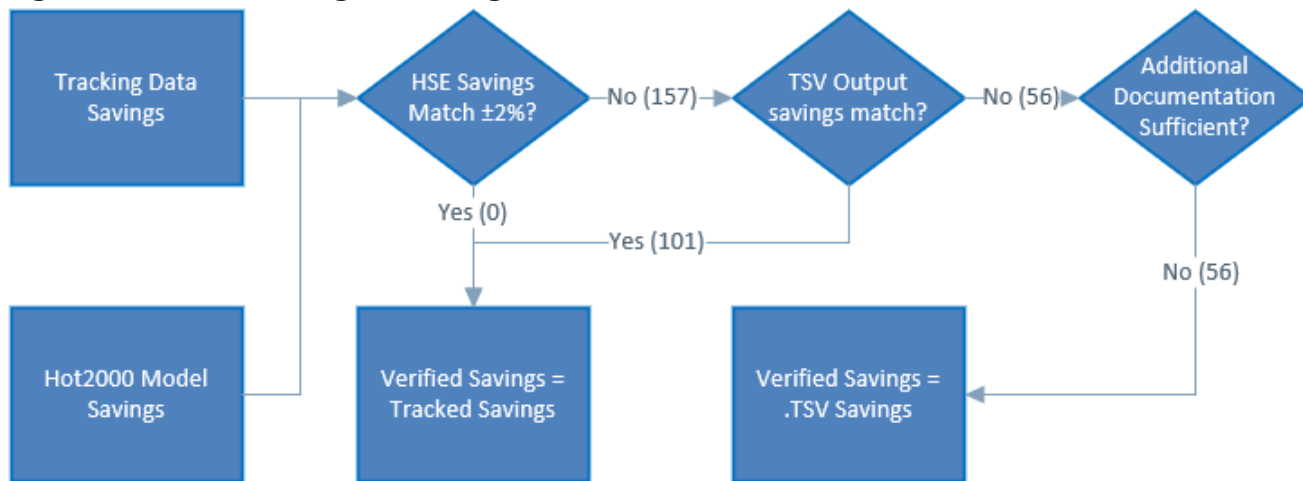 Tracking Data
Savings
HSE Savings
Match ±2%?
No (157)
TSV Output
savings match?
No (56)
Additional
Documentation
Sufficient?
Yes (0)
Yes (101)
No (56)
Hot2000 Model
Savings
Verified Savings =
Tracked Savings
Verified Savings =
.TSV Savings